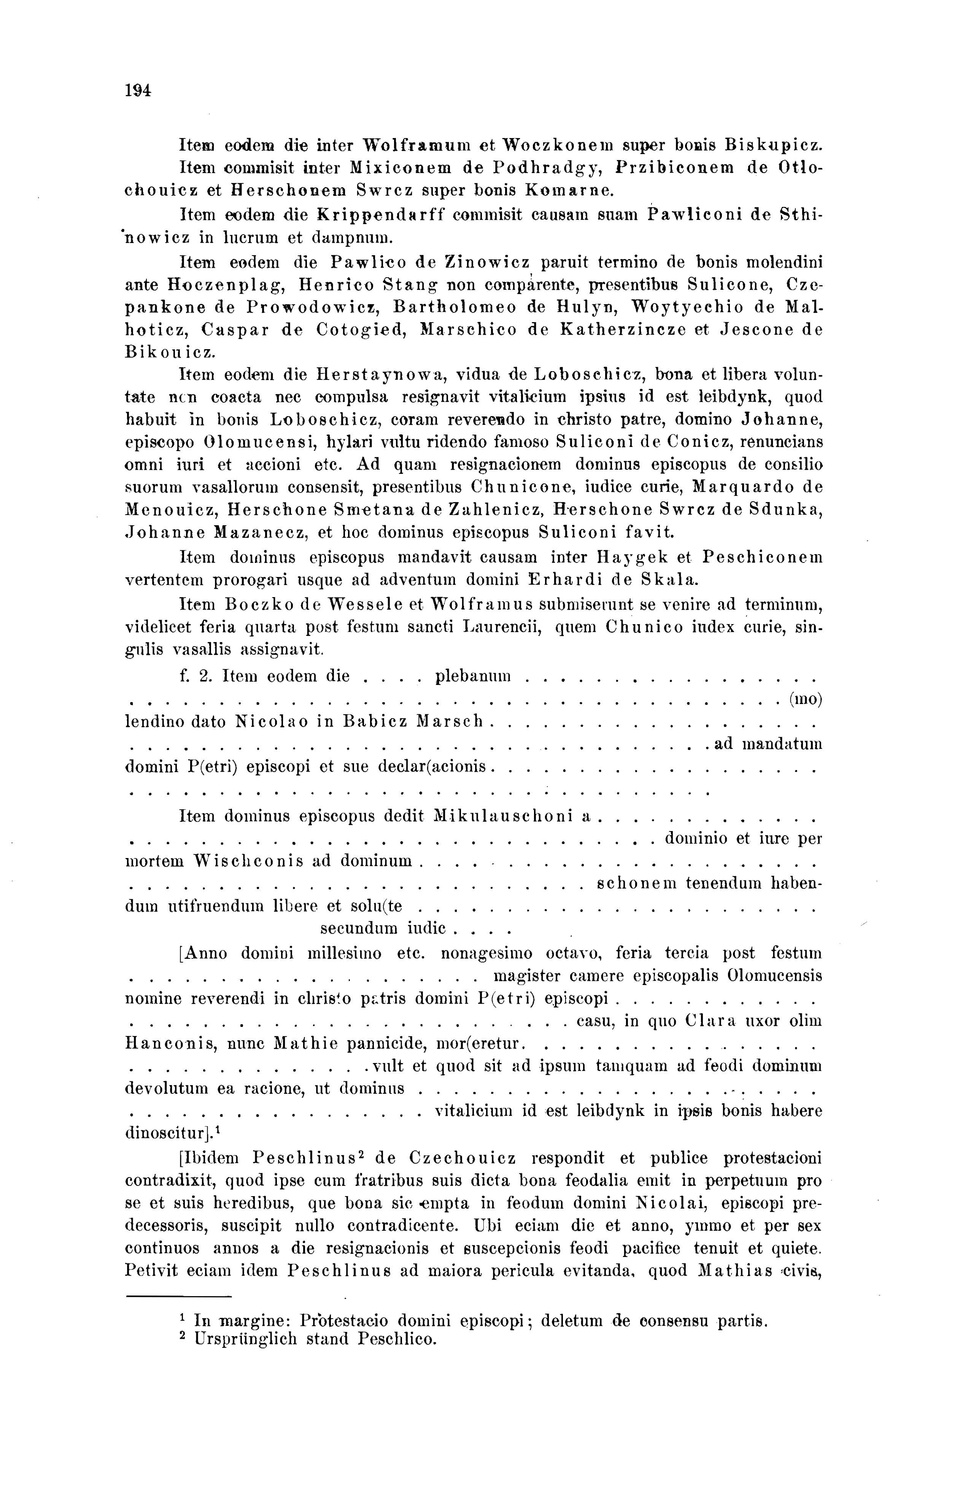 194
Item eodem die inter Wolframum et Woczkonem super bonis Biskupicz.
Item commisit inter Mixiconem de Podhradgy, Przibiconem de Otlo-
chouicz et Herschonem Swrcz super bonis Komarne.
Item eodem die Krippendarff commisit causam suam Pawliconi de Sthi-
nowicz in lucrum et dampnum.
Item eodem die Pawlico de Zinowicz paruit termino de bonis molendini
ante Hoczenplag, Henrico Stang non comparente, presentibus Sulicone, Cze-
pankone de Prowodowicz, Bartholomeo de Hulyn, Woytyechio de Mal-
hoticz, Caspar de Cotogied, Marschico de Katherzincze et Jescone de
Bikouicz.
Item eodem die Herstaynowa, vidua de Loboschicz, bona et libera volun-
tate non coacta nec compulsa resignavit vitalicium ipsius id est leibdynk, quod
habuit in bonis Loboschicz, coram reverendo in christo patre, domino Johanne,
episcopo Olomucensi, hylari vultu ridendo famoso Suliconi de Conicz, renuncians
omni iuri et accioni etc. Ad quam resignacionem dominus episcopus de consilio
suorum vasallorum consensit, presentibus Chunicone, iudice curie, Marquardo de
Menouicz, Herschone Smetana de Zahlenicz, Herschone Swrcz de Sdunka,
Johanne Mazanecz, et hoc dominus episcopus Suliconi favit.
Item dominus episcopus mandavit causam inter Haygek et Peschiconem
vertentem prorogari usque ad adventum domini Erhardi de Skala.
Item Boczko de Wessele et Wolframus submiserunt se venire ad terminum,
videlicet feria quarta post festum sancti Laurencii, quem Chunico iudex curie, sin-
gulis vasallis assignavit.
f. 2. Item eodem die . . . . plebanum . . . . . . . . . . . . . . . . .
. . . . . . . . . . . . . . . . . . . . . . . . . . . . . . . . . . . . . (mo)
lendino dato Nicolao in Babicz Marsch . . . . . . . . . . . . . . . . . . .
. . . . . . . . . . . . . . . . . . . . . . . . . . . . . . . . . ad mandatum
domini P(etri) episcopi et sue declar(acionis . . . . . . . . . . . . . . . . . . .
. . . . . . . . . . . . . . . . . . . . . . . . . . . . . . . . .
Item dominus episcopus dedit Mikulauschoni a . . . . . . . . . . . . .
. . . . . . . . . . . . . . . . . . . . . . . . . . . . . . dominio et iure per
mortem Wischconis ad dominum . . . . . . . . . . . . . . . . . . . . . . .
. . . . . . . . . . . . . . . . . . . . . . . . . . schonem tenendum haben-
dum utifruendum libere et solu(te . . . . . . . . . . . . . . . . . . . . . . .
secundum iudic . . . .
[Anno domini millesimo etc. nonagesimo octavo, feria tercia post festum
. . . . . . . . . . . . . . . . . . . . magister camere episcopalis Olomucensis
nomine reverendi in christo patris domini P(etri) episcopi . . . . . . . . . . . .
. . . . . . . . . . . . . . . . . . . . . . . . . casu, in quo Clara uxor olim
Hanconis, nunc Mathie pannicide, mor(eretur. . . . . . . . . . . . . . . . .
. . . . . . . . . . . . . . vult et quod sit ad ipsum tamquam ad feodi dominum
devolutum ea racione, ut dominus . . . . . . . . . . . . . . . . . . . . . . .
. . . . . . . . . . . . . . . . . vitalicium id est leibdynk in ipsis bonis habere
dinoscitur].¹
[Ibidem Peschlinus² de Czechouicz respondit et publice protestacioni
contradixit, quod ipse cum fratribus suis dicta bona feodalia emit in perpetuum pro
se et suis heredibus, que bona sic empta in feodum domini Nicolai, episcopi pre-
decessoris, suscipit nullo contradicente. Ubi eciam die et anno, ymmo et per sex
continuos annos a die resignacionis et suscepcionis feodi pacifice tenuit et quiete.
Petivit eciam idem Peschlinus ad maiora pericula evitanda, quod Mathias civis,
¹ In margine: Protestacio domini episcopi; deletum de consensu partis.
² Ursprünglich stand Peschlico.